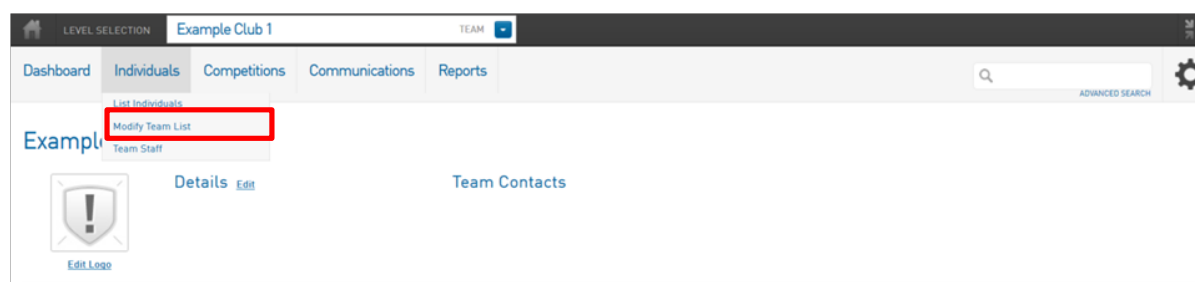 LEVEL SELECTION Example Club 1 TEAM
Dashboard Individuals Competitions Communications Reports
ADVANCED SEARCH
List Individuals
Modify Team List
Team Staff
Exampl
Details Edit Team Contacts
Edit Logo